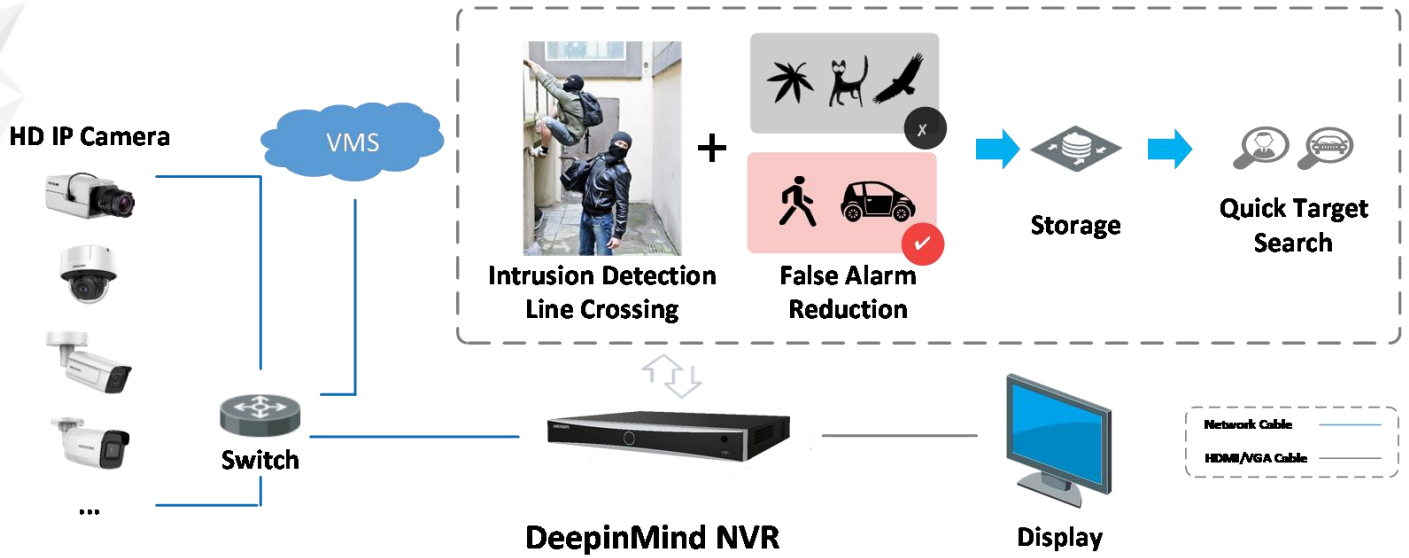 HD IP Camera
VMS
Intrusion Detection
Line Crossing
+
False Alarm
Reduction
Storage
Quick Target
Search
Switch
...
HIKVISION
DeepinMind NVR
Display
Network Cable
HDMI/VGA Cable